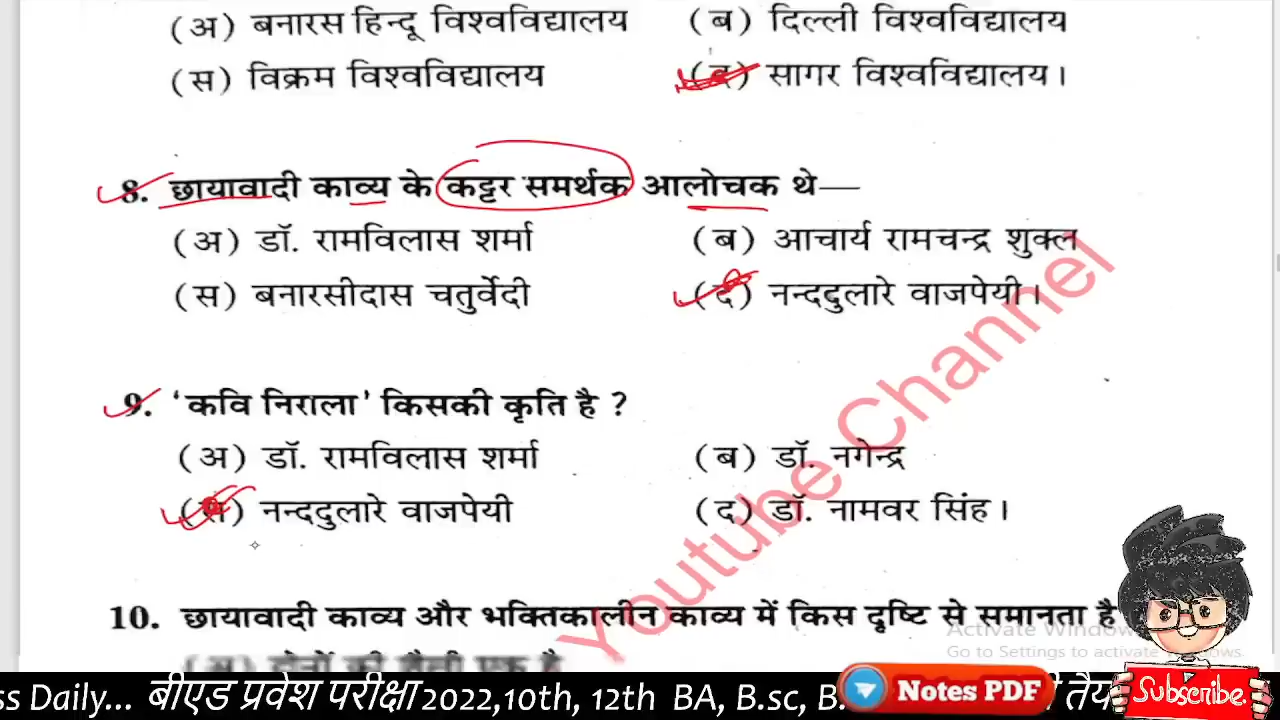 (अ) बनारस हिन्दू विश्वविद्यालय (ब) दिल्ली विश्वविद्यालय
(स) विक्रम विश्वविद्यालय (द) सागर विश्वविद्यालय।
8. छायावादी काव्य के कट्टर समर्थक आलोचक थे—
(अ) डॉ. रामविलास शर्मा (ब) आचार्य रामचन्द्र शुक्ल
(स) बनारसीदास चतुर्वेदी (द) नन्ददुलारे वाजपेयी।
9. 'कवि निराला' किसकी कृति है ?
(अ) डॉ. रामविलास शर्मा (ब) डॉ. नगेन्द्र
(स) नन्ददुलारे वाजपेयी (द) डॉ. नामवर सिंह।
10. छायावादी काव्य और भक्तिकालीन काव्य में किस दृष्टि से समानता है
Youtube Channel
Activate Windows
Go to Settings to activate Windows.
ss Daily... बीएड प्रवेश परीक्षा 2022,10th, 12th BA, B.sc, B.
Notes PDF
Subscribe